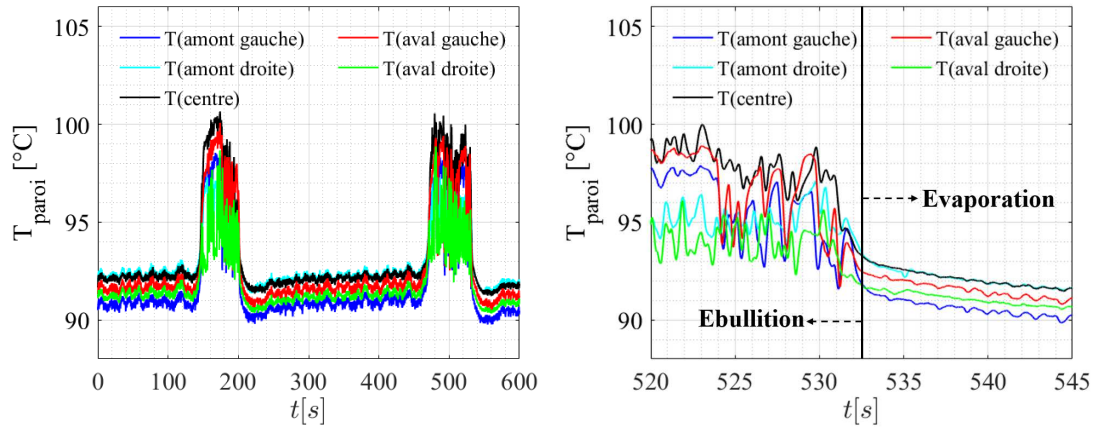 105
100
95
90
T(amont gauche)
T(aval gauche)
T(amont droite)
T(aval droite)
T(centre)
T_paroi [°C]
0
100
200
300
400
500
600
t[s]
105
100
95
90
T(amont gauche)
T(aval gauche)
T(amont droite)
T(aval droite)
T(centre)
Evaporation
Ebullition
T_paroi [°C]
520
525
530
535
540
545
t[s]